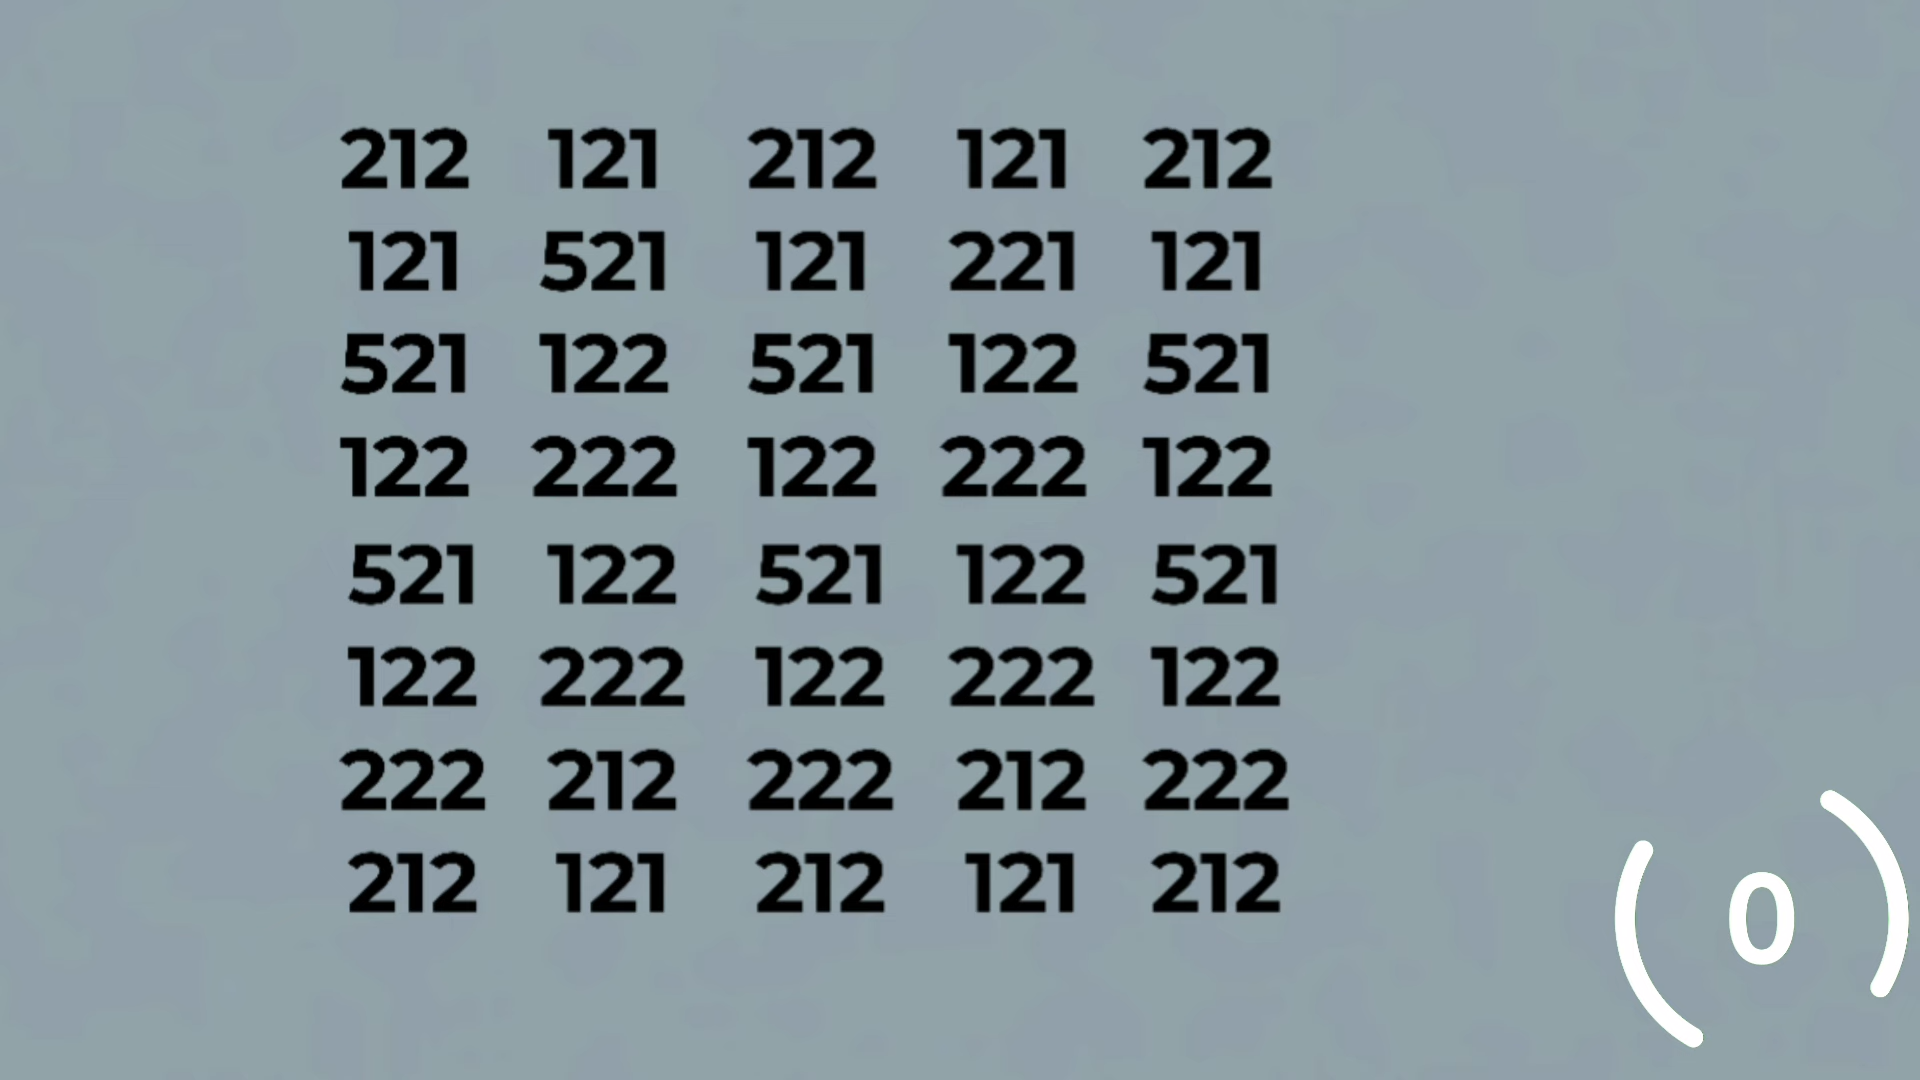 212 121 212 121 212
121 521 121 221 121
521 122 521 122 521
122 222 122 222 122
521 122 521 122 521
122 222 122 222 122
222 212 222 212 222
212 121 212 121 212
0